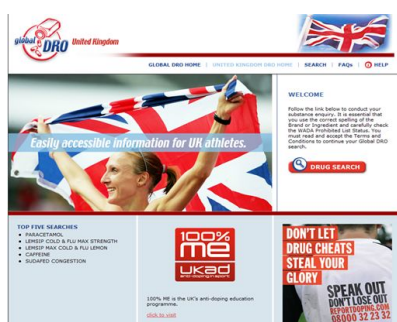 global DRO United Kingdom
GLOBAL DRO HOME | UNITED KINGDOM DRO HOME | SEARCH | FAQs | HELP
Easily accessible information for UK athletes.
WELCOME
Follow the link below to conduct your
substance enquiry. It is essential that
you use the correct spelling of the
Brand or Ingredient and carefully check
the WADA Prohibited List Status. You
must read and accept the Terms and
Conditions to continue your Global DRO
search.
DRUG SEARCH
TOP FIVE SEARCHES
PARACETAMOL
LEMSIP COLD & FLU MAX STRENGTH
LEMSIP MAX COLD & FLU LEMON
CAFFEINE
SUDAFED CONGESTION
100%
me
ukad
anti-doping in sport
100% ME is the UK's anti-doping education
programme.
click to visit
DON'T LET
DRUG CHEATS
STEAL YOUR
GLORY
SPEAK OUT
DON'T LOSE OUT
REPORTDOPING.COM
08000 32 23 32